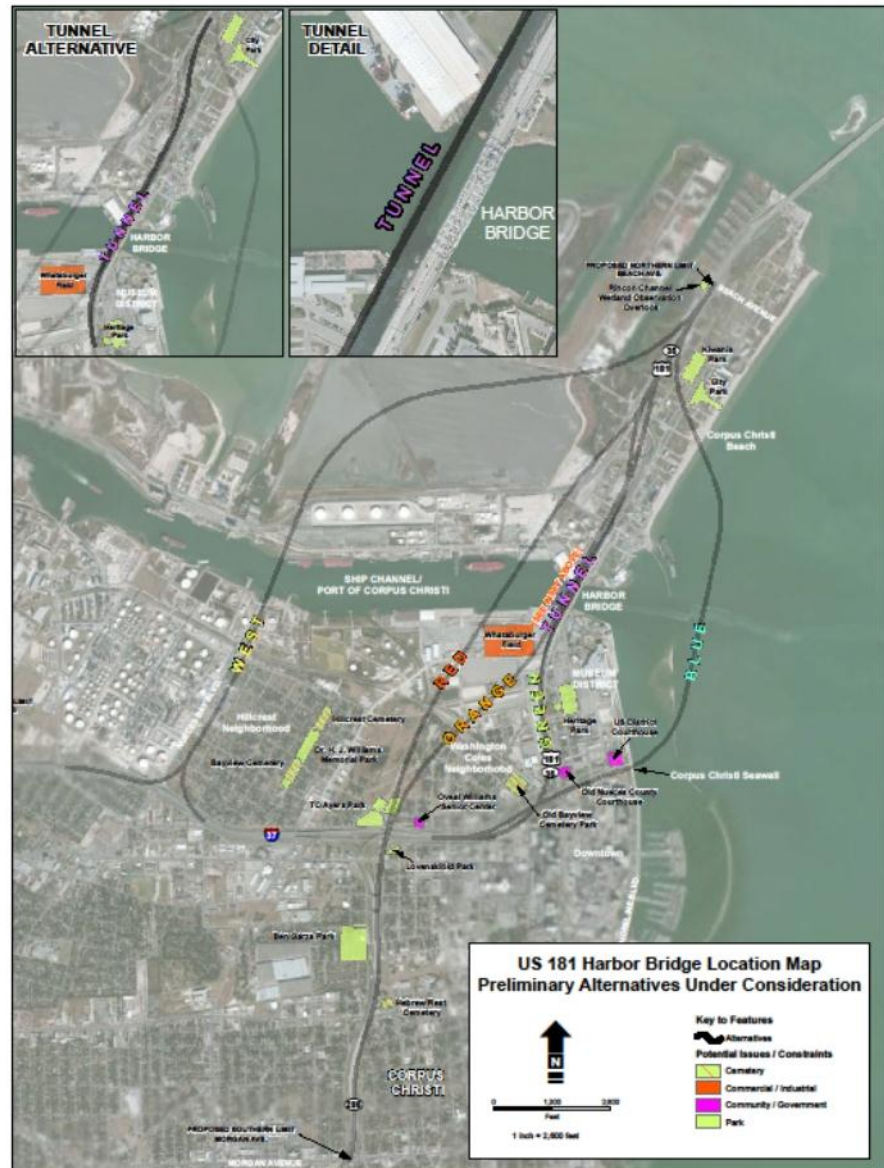 TUNNEL
ALTERNATIVE
City
Park
TUNNEL
HARBOR
BRIDGE
Whataburger
Field
MUSEUM
DISTRICT
Heritage
Park
TUNNEL
DETAIL
TUNNEL
HARBOR
BRIDGE
PROPOSED NORTHERN LIMIT
BEACH AVE.
Rincon Channel
Wetland Observation
Overlook
BEACH AVENUE
35
181
Kiwanis
Park
City
Park
Corpus Christi
Beach
SHIP CHANNEL/
PORT OF CORPUS CHRISTI
TUNNEL
HARBOR
BRIDGE
WEST
RED
Whataburger
Field
ORANGE
GREEN
BLUE
MUSEUM
DISTRICT
Heritage
Park
US District
Courthouse
Hillcrest
Neighborhood
Hillcrest Cemetery
Bayview Cemetery
Dr. H. J. Williams
Memorial Park
Washington
Coles
Neighborhood
181
35
Corpus Christi Seawall
TC Ayers Park
Oveal Williams
Senior Center
Old Nueces County
Courthouse
Old Bayview
Cemetery Park
37
Lovenskiold Park
Downtown
Ben Garza Park
Hebrew Rest
Cemetery
CORPUS
CHRISTI
286
PROPOSED SOUTHERN LIMIT
MORGAN AVE.
MORGAN AVENUE
US 181 Harbor Bridge Location Map
Preliminary Alternatives Under Consideration
N
0 1,300 2,600
Feet
1 inch = 2,600 feet
Key to Features
Alternatives
Potential Issues / Constraints
Cemetery
Commercial / Industrial
Community / Government
Park